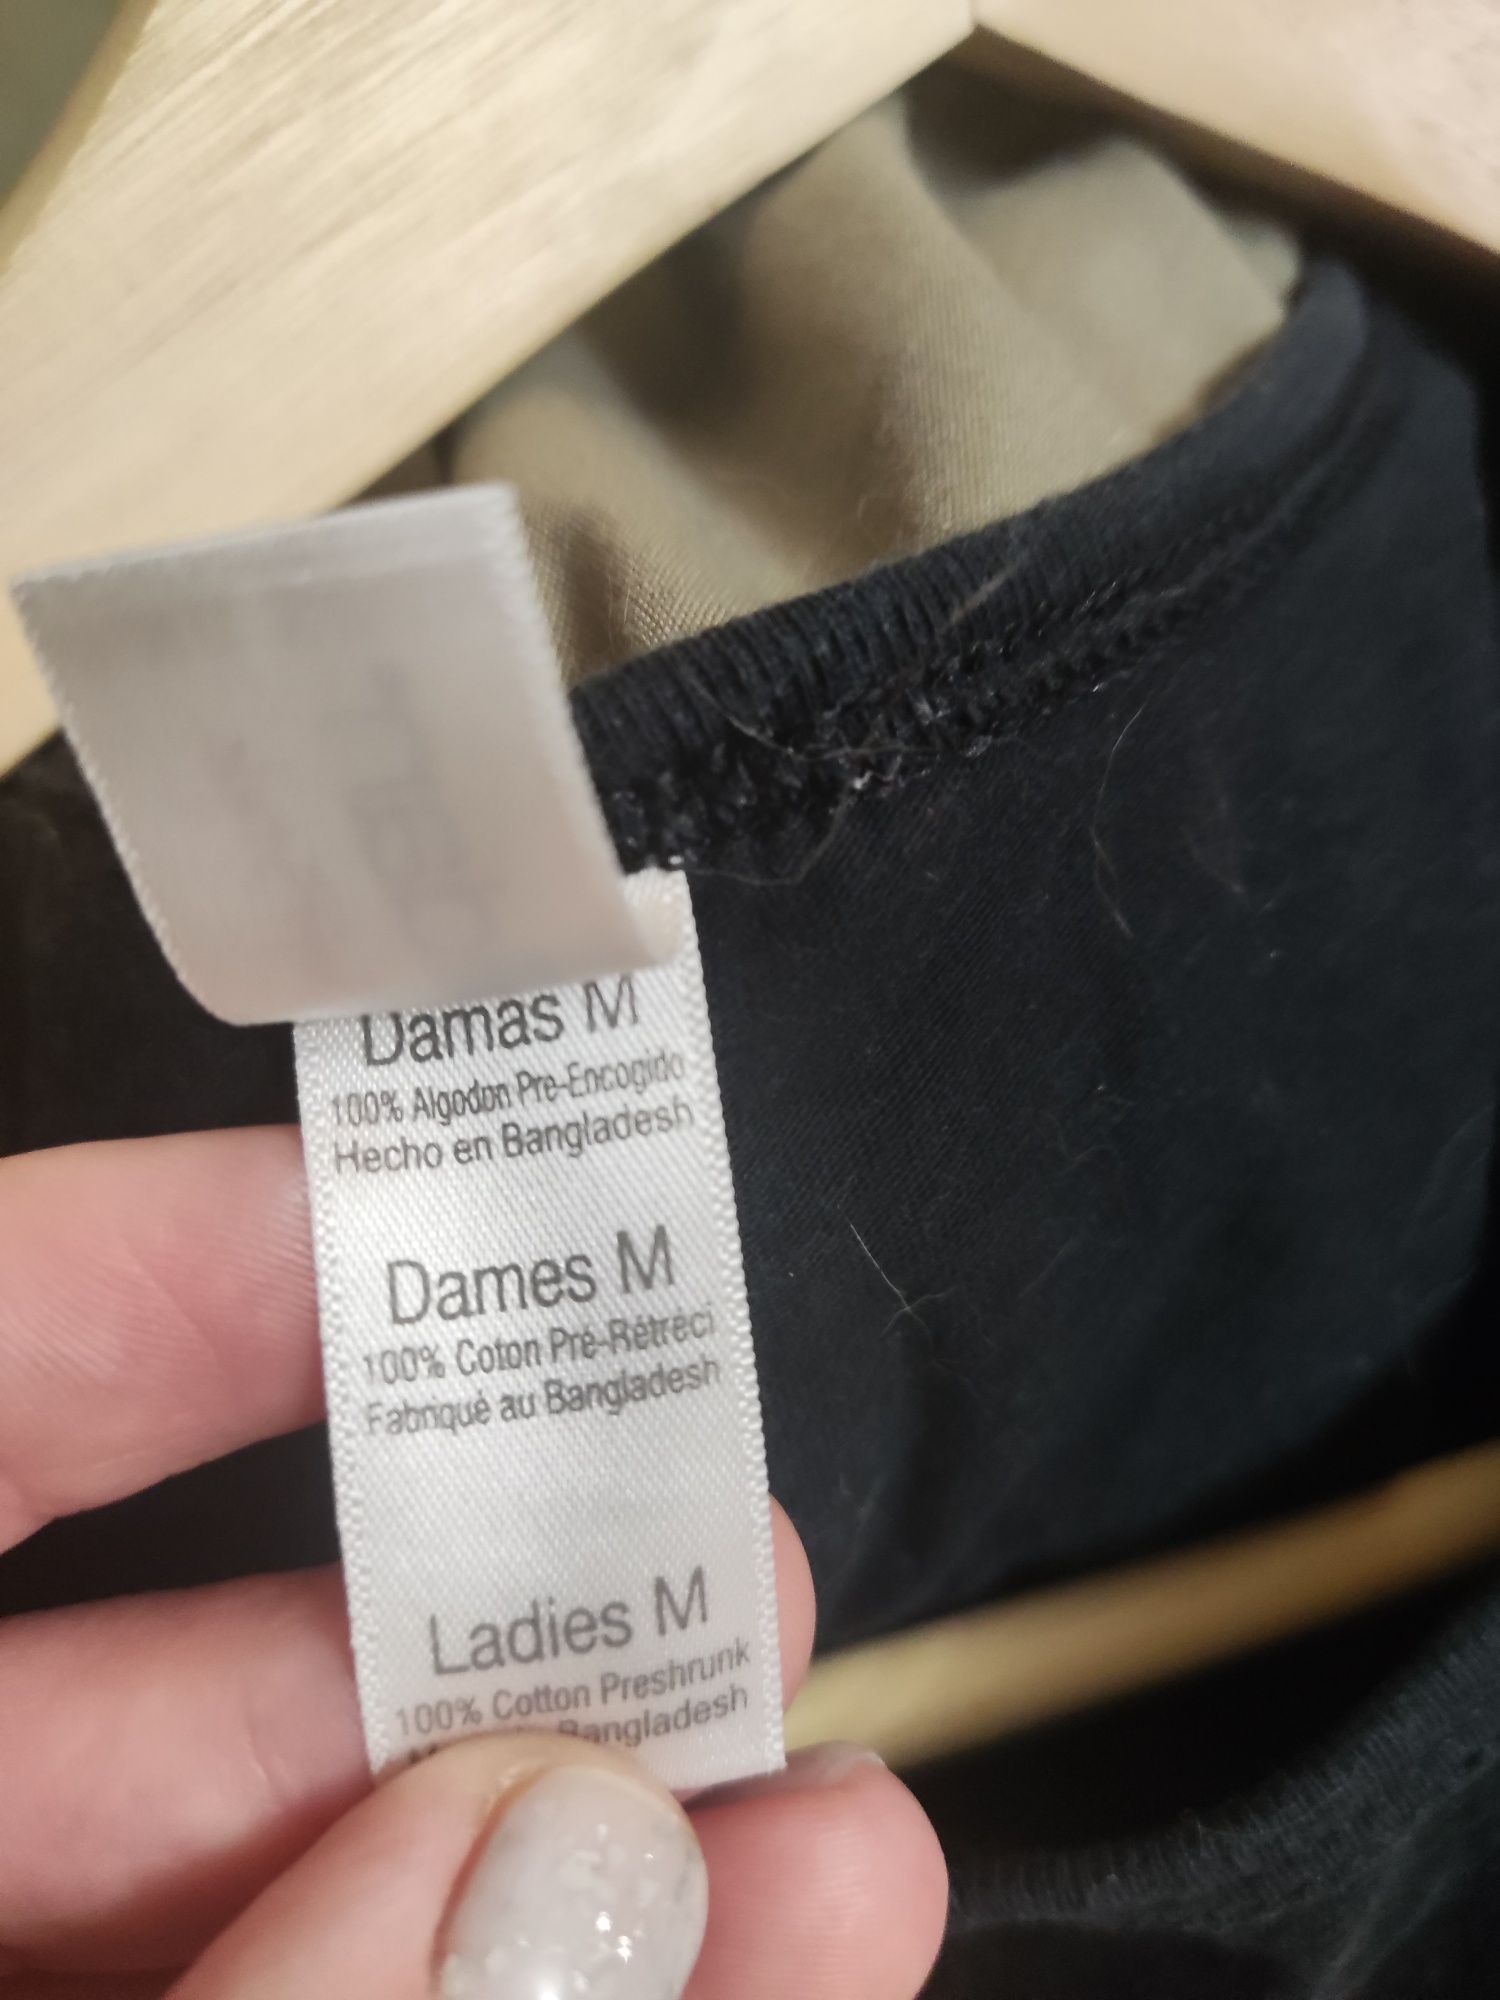 Damas M
100% Algodon Pre-Encogido
Hecho en Bangladesh
Dames M
100% Coton Pré-Rétréci
Fabriqué au Bangladesh
Ladies M
100% Cotton Preshrunk
Bangladesh